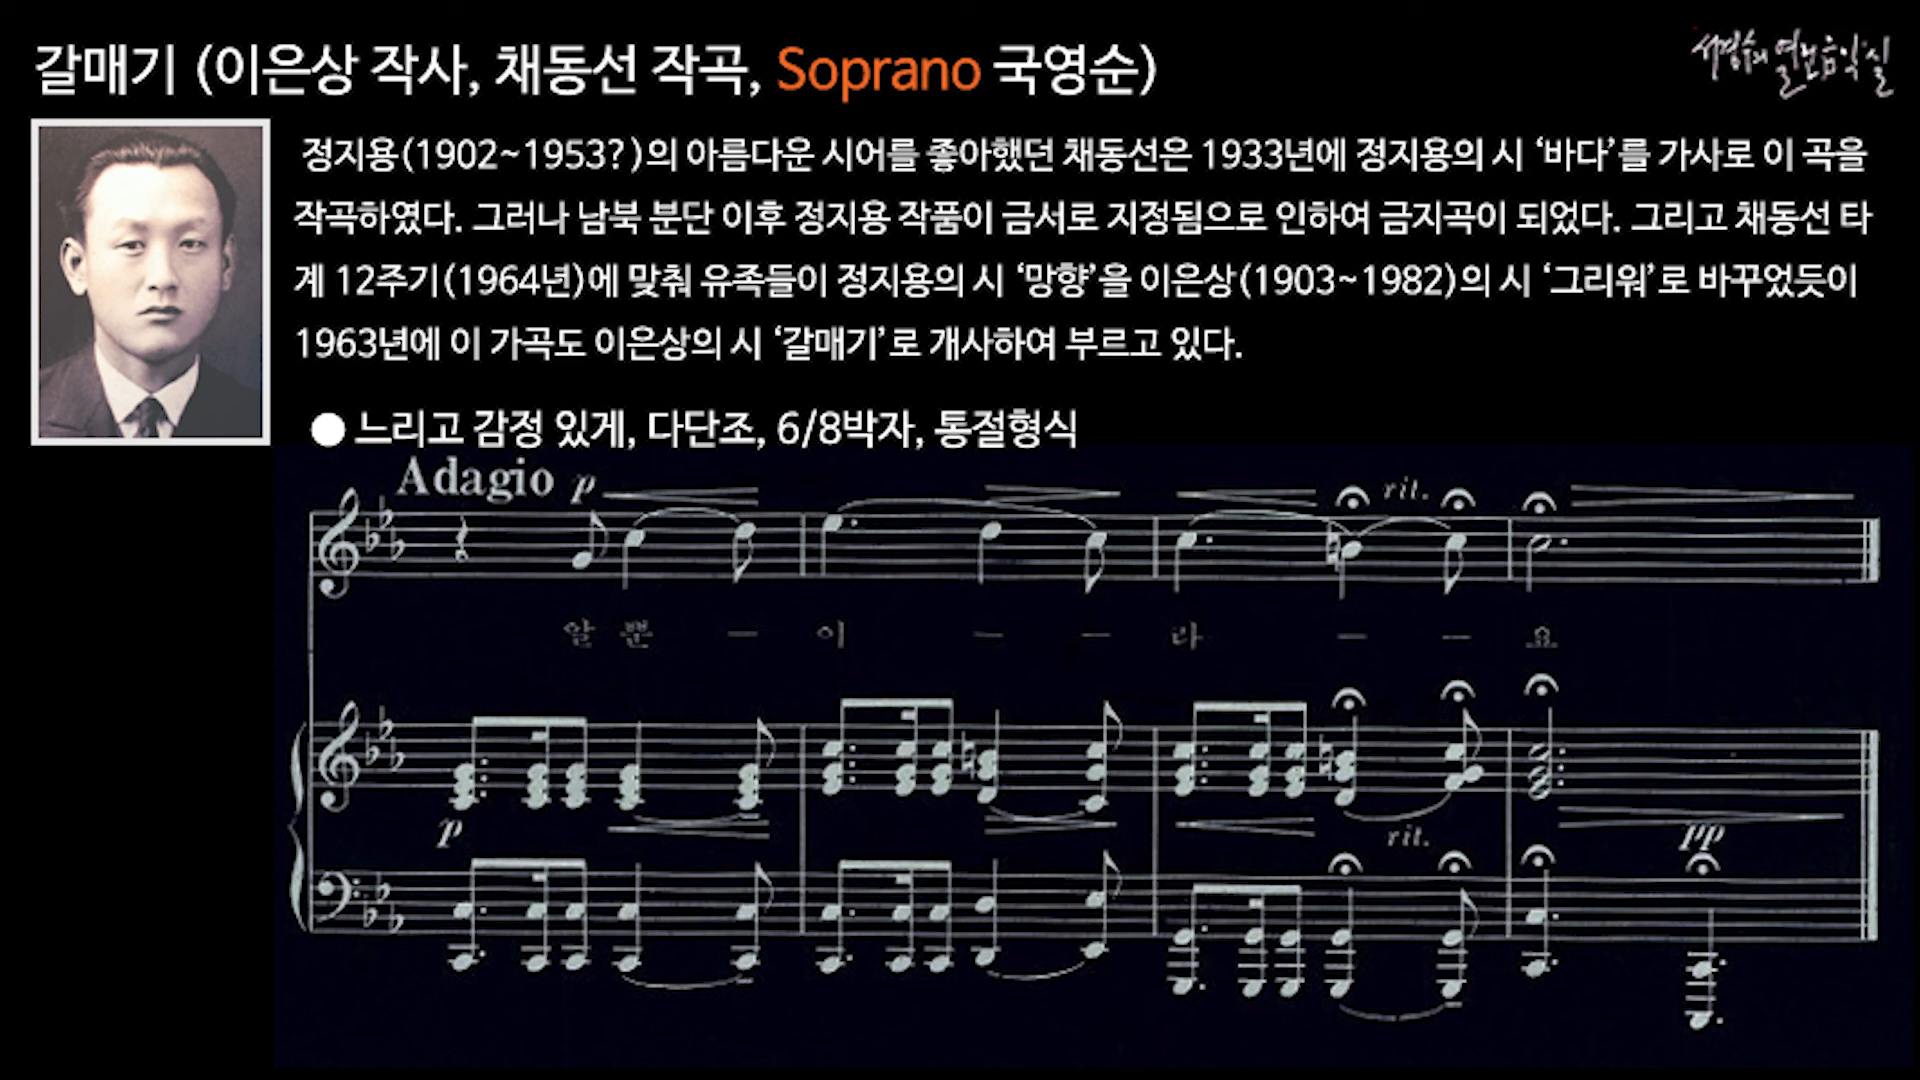 갈매기 (이은상 작사, 채동선 작곡, Soprano 국영순)
서경수의 열린음악실
정지용(1902~1953?)의 아름다운 시어를 좋아했던 채동선은 1933년에 정지용의 시 ‘바다’를 가사로 이 곡을
작곡하였다. 그러나 남북 분단 이후 정지용 작품이 금서로 지정됨으로 인하여 금지곡이 되었다. 그리고 채동선 타
계 12주기(1964년)에 맞춰 유족들이 정지용의 시 ‘망향’을 이은상(1903~1982)의 시 ‘그리워’로 바꾸었듯이
1963년에 이 가곡도 이은상의 시 ‘갈매기’로 개사하여 부르고 있다.
● 느리고 감정 있게, 다단조, 6/8박자, 통절형식
Adagio p
rit.
알 뿐 - 이 - - 라 - - 요
p
rit.
pp